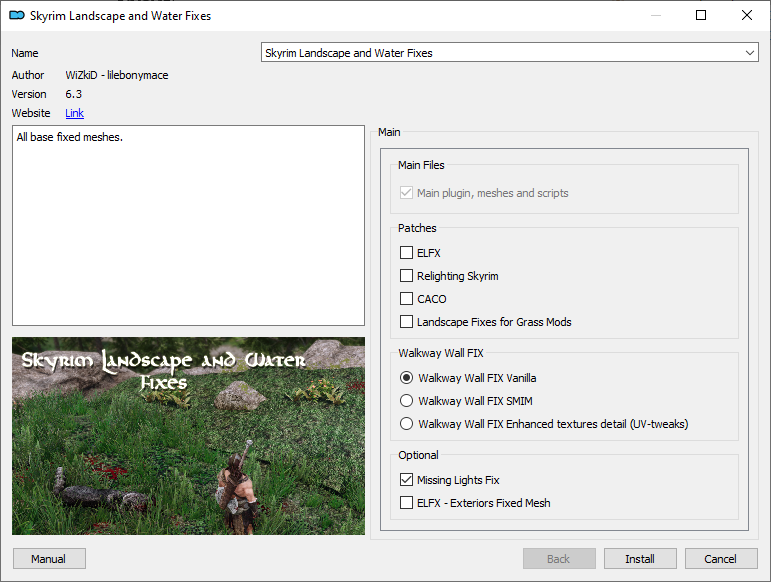 Skyrim Landscape and Water Fixes
Name
Skyrim Landscape and Water Fixes
Author WiZkiD - lilebonymace
Version 6.3
Website Link
All base fixed meshes.
Skyrim Landscape and Water
Fixes
Main
Main Files
Main plugin, meshes and scripts
Patches
ELFX
Relighting Skyrim
CACO
Landscape Fixes for Grass Mods
Walkway Wall FIX
Walkway Wall FIX Vanilla
Walkway Wall FIX SMIM
Walkway Wall FIX Enhanced textures detail (UV-tweaks)
Optional
Missing Lights Fix
ELFX - Exteriors Fixed Mesh
Manual
Back
Install
Cancel